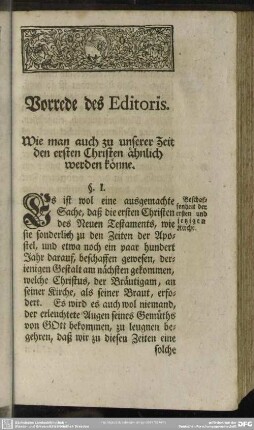 Vorrede des Editoris.
Wie man auch zu unserer Zeit
den ersten Christen ähnlich
werden könne.
§. I.
Es ist wol eine ausgemachte
Sache, daß die ersten Christen
des Neuen Testaments, wie
sie sonderlich zu den Zeiten der Apo-
stel, und etwa noch ein paar hundert
Jahr darauf, beschaffen gewesen, der-
jenigen Gestalt am nächsten gekommen,
welche Christus, der Bräutigam, an
seiner Kirche, als seiner Braut, erfo-
dert. Es wird es auch wol niemand,
der erleuchtete Augen seines Gemüths
von GOtt bekommen, zu leugnen be-
gehren, daß wir zu diesen Zeiten eine
solche
Beschaf-
fenheit der
ersten und
jetzigen
Kirche.